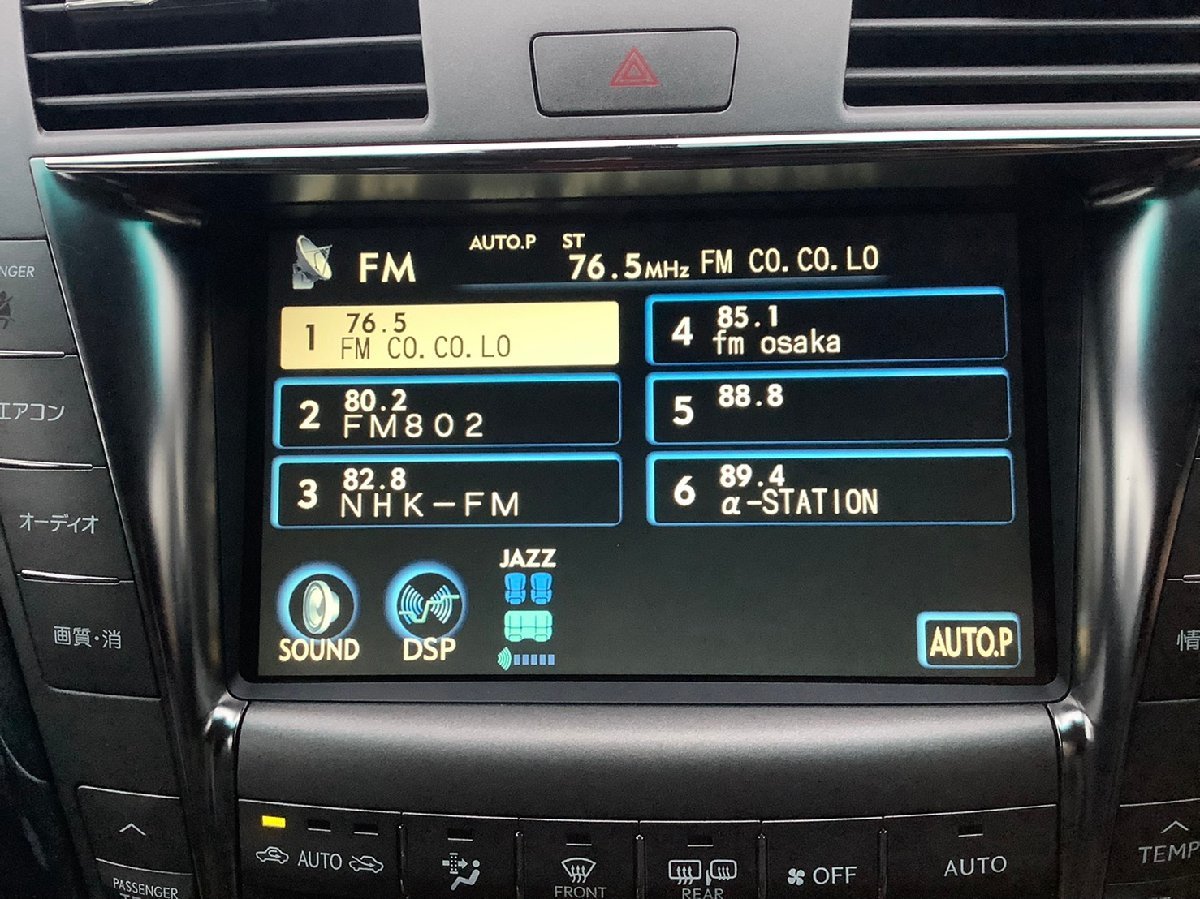 FM
AUTO.P ST
76.5MHz FM CO.CO.LO
1 76.5
FM CO.CO.LO
2 80.2
FM802
3 82.8
NHK-FM
4 85.1
fm osaka
5 88.8
6 89.4
α-STATION
JAZZ
SOUND
DSP
AUTO.P
NGER
エアコン
オーディオ
画質・消
情
PASSENGER
AUTO
FRONT
REAR
OFF
AUTO
TEMP